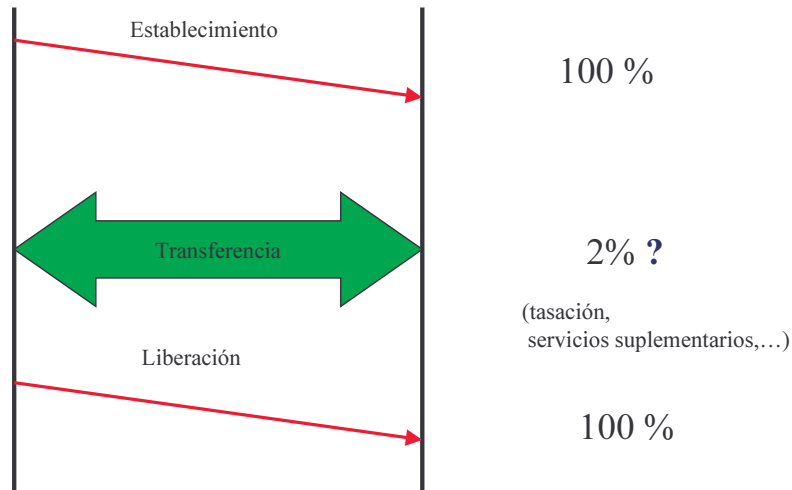 Establecimiento
100 %
Transferencia
2% ?
(tasación,
servicios suplementarios,…)
Liberación
100 %